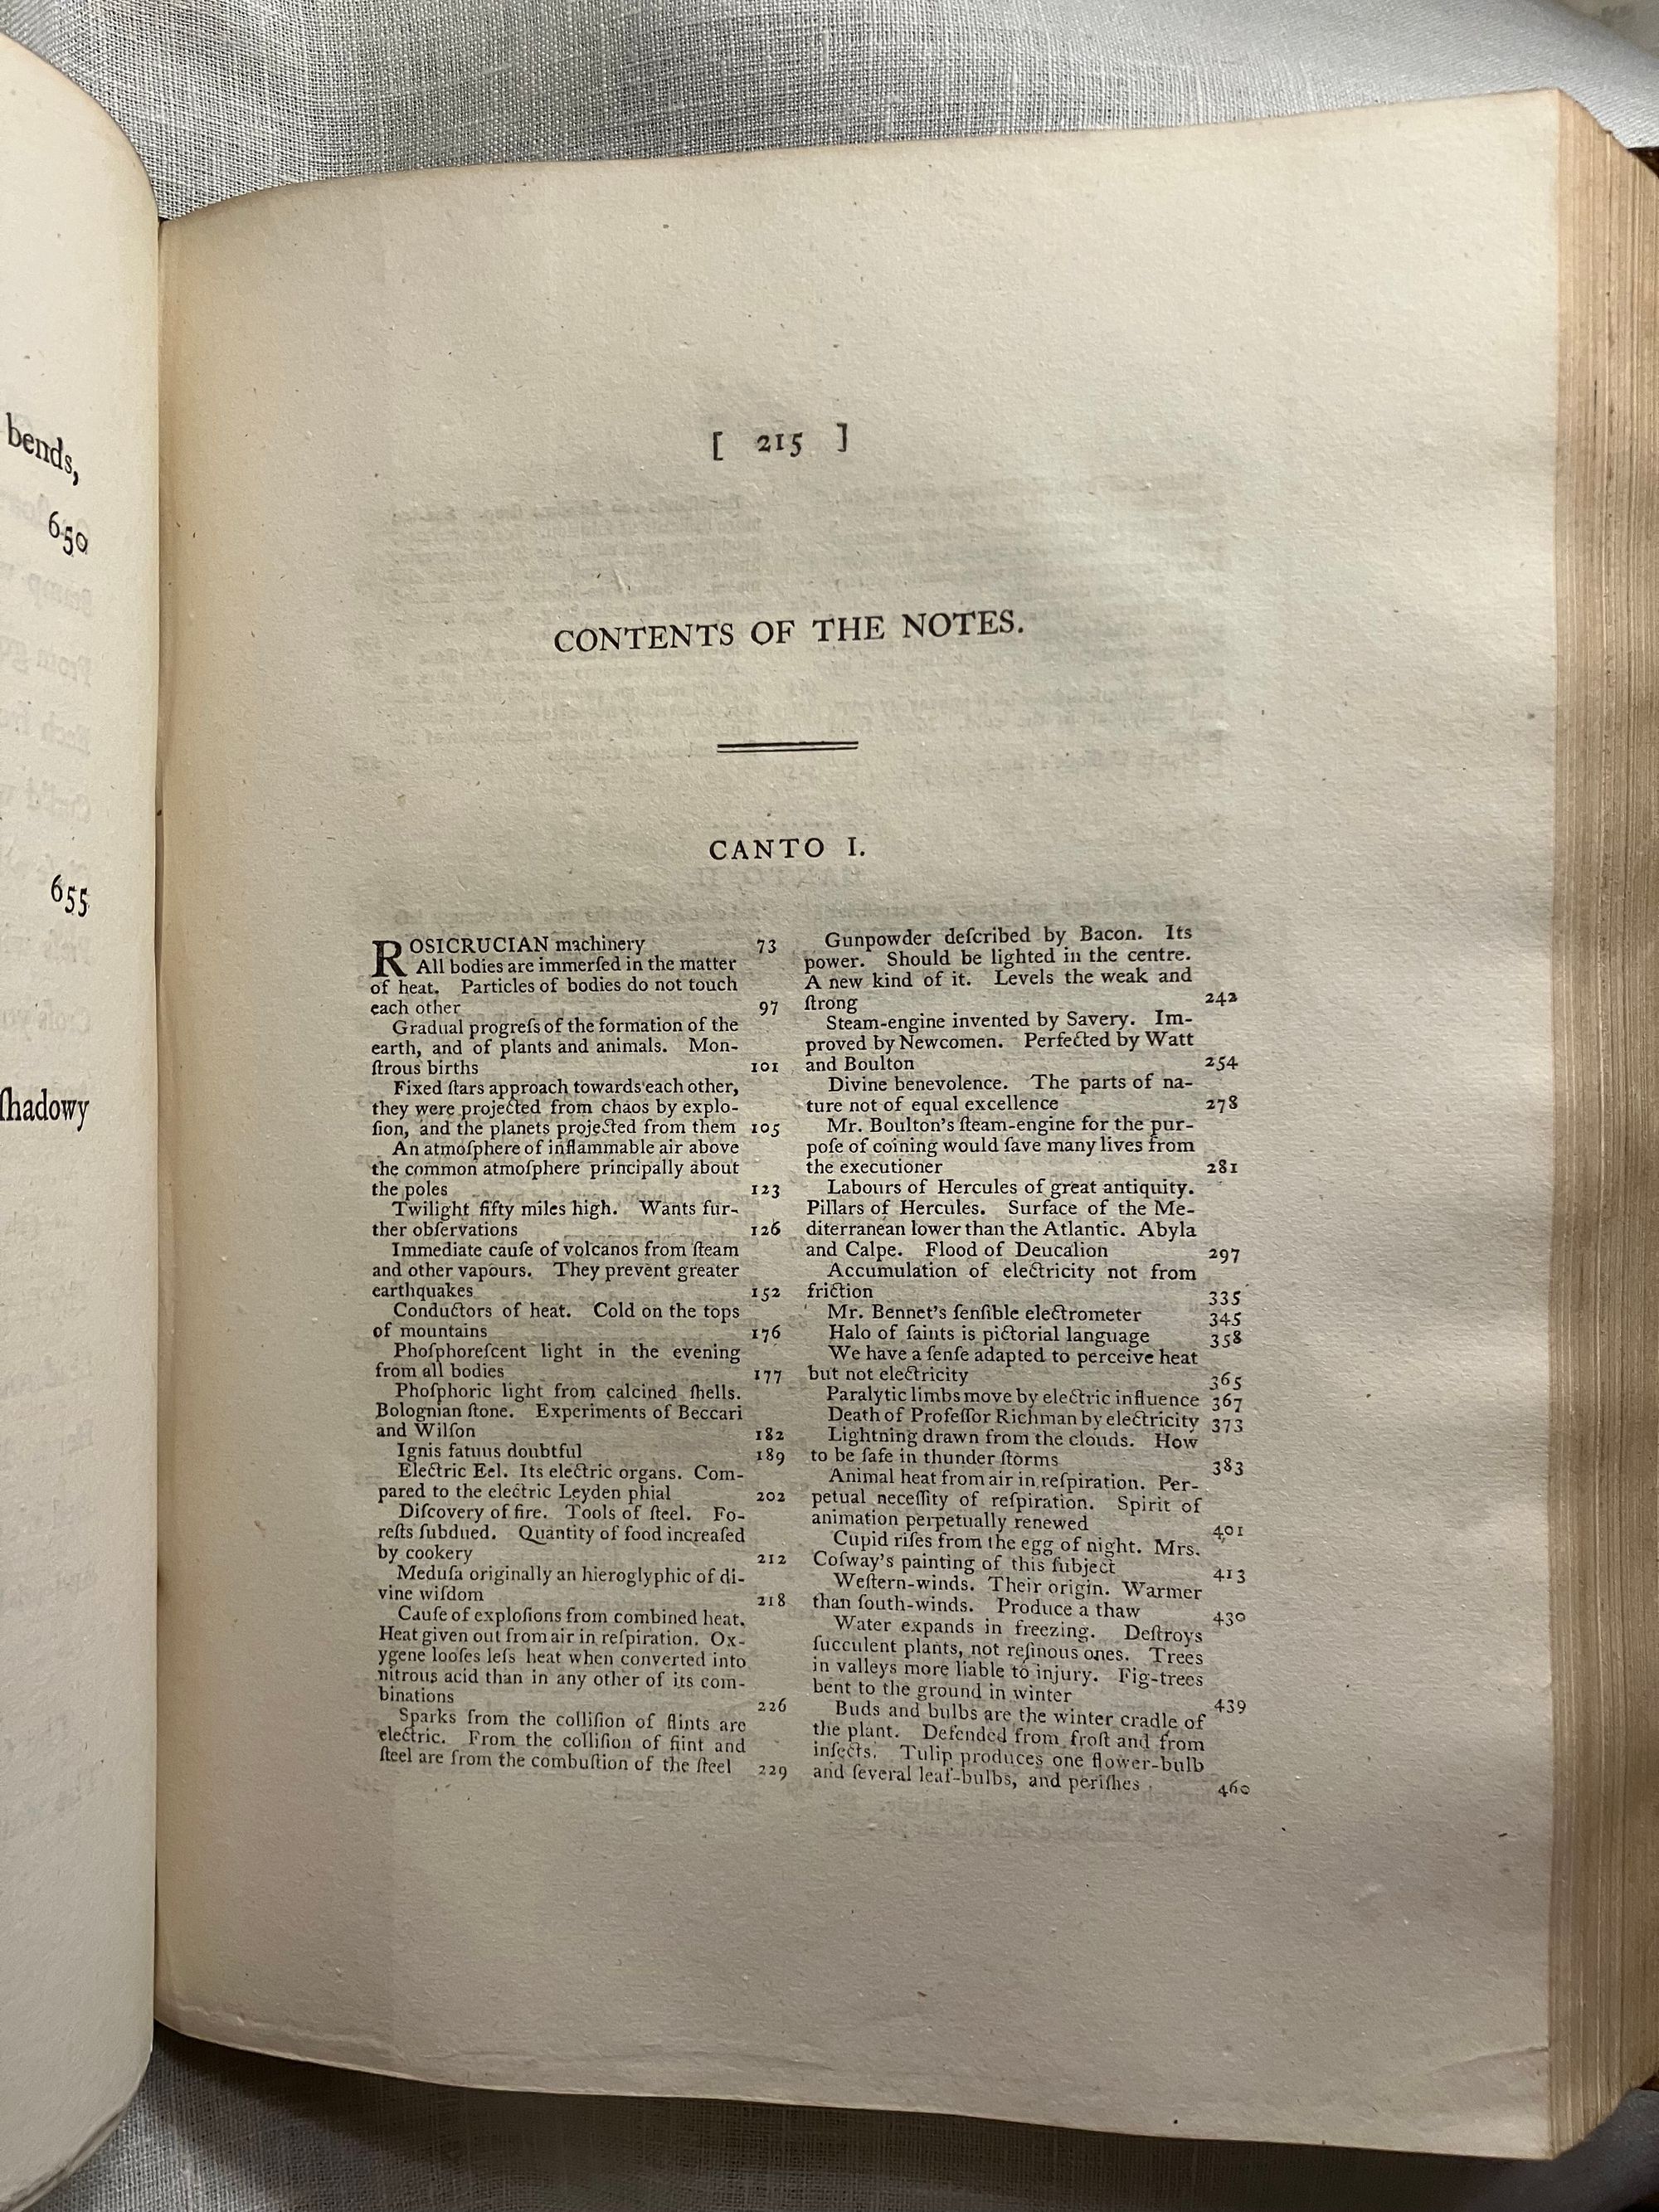 bends,
650
655
ſhadowy
[ 215 ]
CONTENTS OF THE NOTES.
CANTO I.
ROSICRUCIAN machinery 73
All bodies are immerſed in the matter
of heat. Particles of bodies do not touch
each other 97
Gradual progreſs of the formation of the
earth, and of plants and animals. Mon-
ſtrous births 101
Fixed ſtars approach towards each other,
they were projected from chaos by explo-
ſion, and the planets projected from them 105
An atmoſphere of inflammable air above
the common atmoſphere principally about
the poles 123
Twilight fifty miles high. Wants fur-
ther obſervations 126
Immediate cauſe of volcanos from ſteam
and other vapours. They prevent greater
earthquakes 152
Conductors of heat. Cold on the tops
of mountains 176
Phoſphoreſcent light in the evening
from all bodies 177
Phoſphoric light from calcined ſhells.
Bolognian ſtone. Experiments of Beccari
and Wilſon 182
Ignis fatuus doubtful 189
Electric Eel. Its electric organs. Com-
pared to the electric Leyden phial 202
Diſcovery of fire. Tools of ſteel. Fo-
reſts ſubdued. Quantity of food increaſed
by cookery 212
Meduſa originally an hieroglyphic of di-
vine wiſdom 218
Cauſe of exploſions from combined heat.
Heat given out from air in reſpiration. Ox-
ygene looſes leſs heat when converted into
nitrous acid than in any other of its com-
binations 226
Sparks from the colliſion of flints are
electric. From the colliſion of flint and
ſteel are from the combuſtion of the ſteel 229
Gunpowder deſcribed by Bacon. Its
power. Should be lighted in the centre.
A new kind of it. Levels the weak and
ſtrong 242
Steam-engine invented by Savery. Im-
proved by Newcomen. Perfected by Watt
and Boulton 254
Divine benevolence. The parts of na-
ture not of equal excellence 278
Mr. Boulton's ſteam-engine for the pur-
poſe of coining would ſave many lives from
the executioner 281
Labours of Hercules of great antiquity.
Pillars of Hercules. Surface of the Me-
diterranean lower than the Atlantic. Abyla
and Calpe. Flood of Deucalion 297
Accumulation of electricity not from
friction 335
Mr. Bennet's ſenſible electrometer 345
Halo of ſaints is pictorial language 358
We have a ſenſe adapted to perceive heat
but not electricity 365
Paralytic limbs move by electric influence 367
Death of Profeſſor Richman by electricity 373
Lightning drawn from the clouds. How
to be ſafe in thunder ſtorms 383
Animal heat from air in reſpiration. Per-
petual neceſſity of reſpiration. Spirit of
animation perpetually renewed 401
Cupid riſes from the egg of night. Mrs.
Coſway's painting of this ſubject 413
Weſtern-winds. Their origin. Warmer
than ſouth-winds. Produce a thaw 430
Water expands in freezing. Deſtroys
ſucculent plants, not reſinous ones. Trees
in valleys more liable to injury. Fig-trees
bent to the ground in winter 439
Buds and bulbs are the winter cradle of
the plant. Defended from froſt and from
inſects. Tulip produces one flower-bulb
and ſeveral leaf-bulbs, and periſhes 460